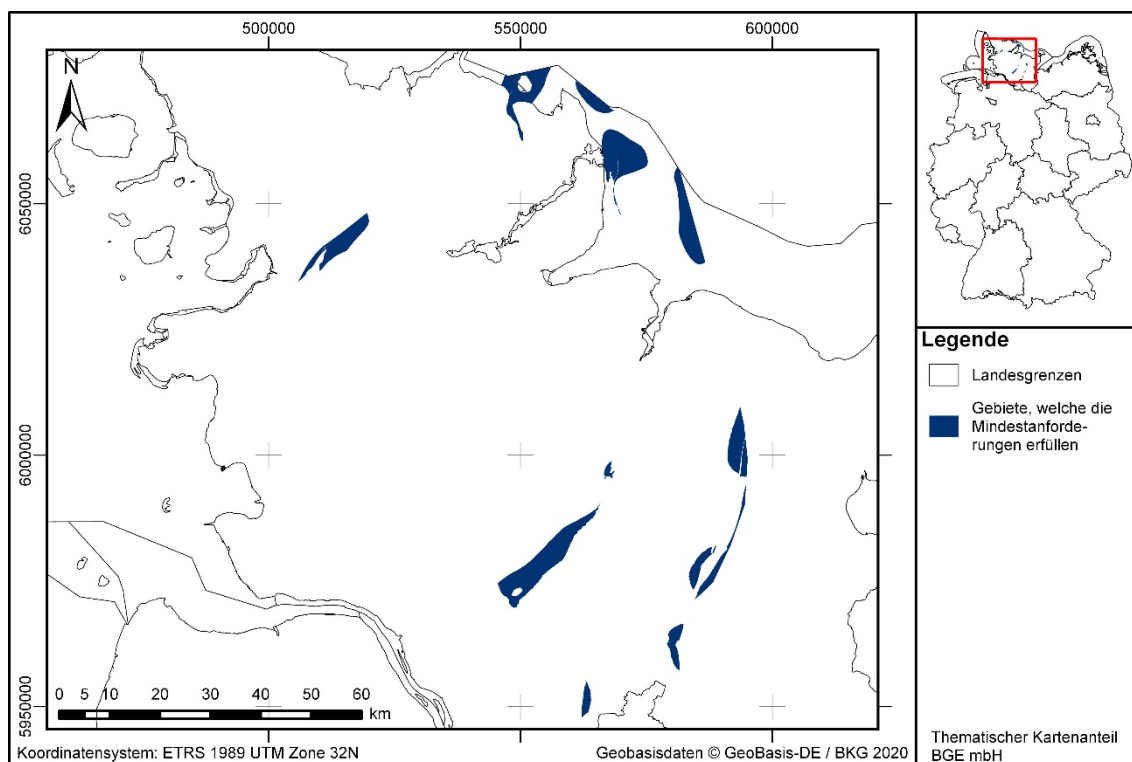 500000 550000 600000
N
6050000
6000000
5950000
0 5 10 20 30 40 50 60
km
Koordinatensystem: ETRS 1989 UTM Zone 32N
Geobasisdaten © GeoBasis-DE / BKG 2020
Legende
Landesgrenzen
Gebiete, welche die
Mindestanforde-
rungen erfüllen
Thematischer Kartenanteil
BGE mbH